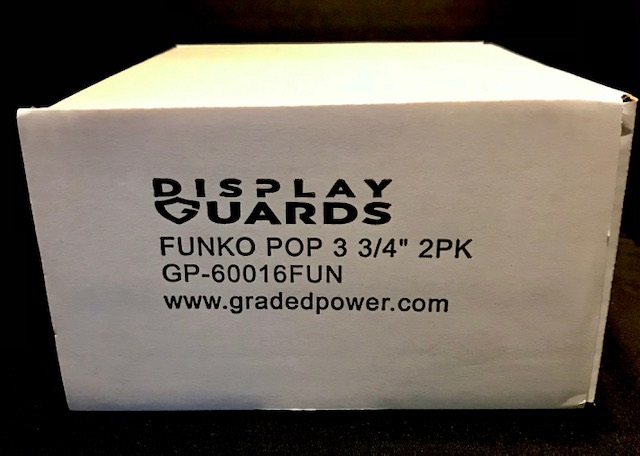 DISPLAY
GUARDS
FUNKO POP 3 3/4" 2PK
GP-60016FUN
www.gradedpower.com